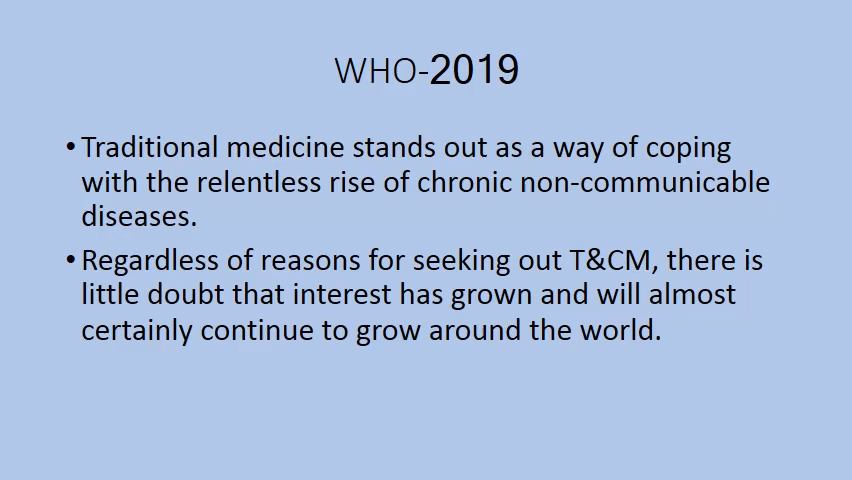 WHO-2019
•Traditional medicine stands out as a way of coping
with the relentless rise of chronic non-communicable
diseases.
•Regardless of reasons for seeking out T&CM, there is
little doubt that interest has grown and will almost
certainly continue to grow around the world.